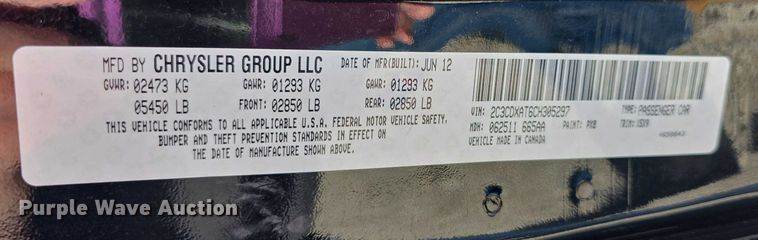 MFD BY CHRYSLER GROUP LLC DATE OF MFR(BUILT): JUN 12
GVWR: 02473 KG GAWR: 01293 KG GAWR: 01293 KG
05450 LB FRONT: 02850 LB REAR: 02850 LB
THIS VEHICLE CONFORMS TO ALL APPLICABLE U.S.A. FEDERAL MOTOR VEHICLE SAFETY,
BUMPER AND THEFT PREVENTION STANDARDS IN EFFECT ON
THE DATE OF MANUFACTURE SHOWN ABOVE.
VIN: 2C3CDXAT6CH305297 TYPE: PASSENGER CAR
MDH: 062511 665AA PAINT: PX8 TRIM: X5X9
VEHICLE MADE IN CANADA
Purple Wave Auction